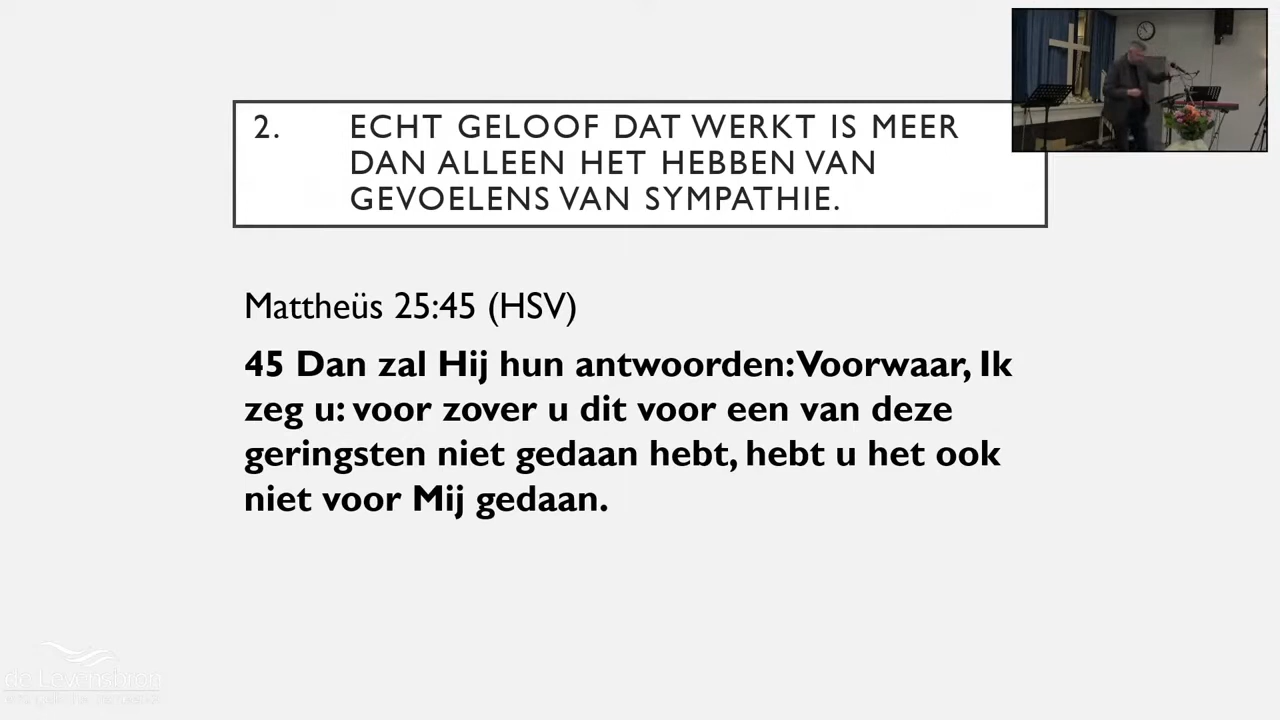 2. ECHT GELOOF DAT WERKT IS MEER
DAN ALLEEN HET HEBBEN VAN
GEVOELENS VAN SYMPATHIE.
Mattheüs 25:45 (HSV)
45 Dan zal Hij hun antwoorden: Voorwaar, Ik
zeg u: voor zover u dit voor een van deze
geringsten niet gedaan hebt, hebt u het ook
niet voor Mij gedaan.
de Levensbron